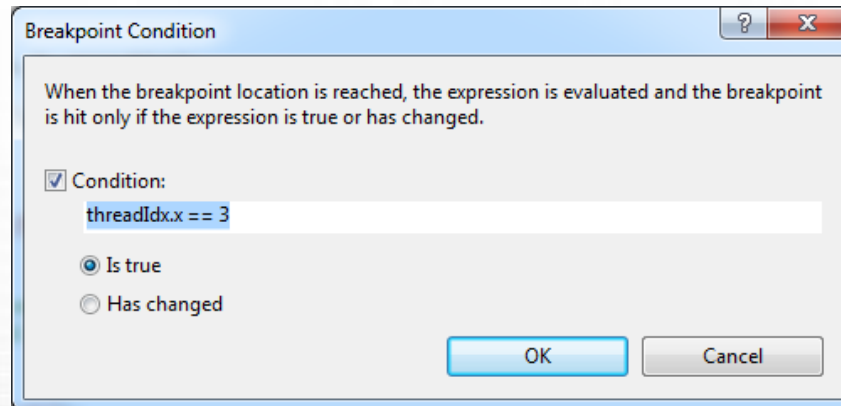 Breakpoint Condition
When the breakpoint location is reached, the expression is evaluated and the breakpoint
is hit only if the expression is true or has changed.
Condition:
threadIdx.x == 3
Is true
Has changed
OK Cancel